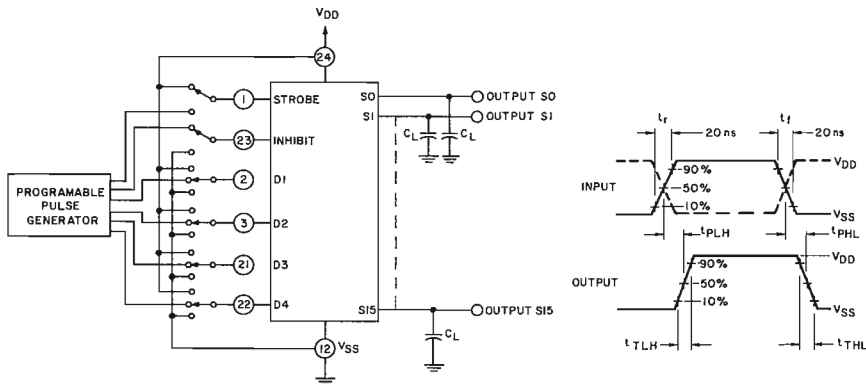 VDD
24
1
STROBE
S0
OUTPUT S0
S1
OUTPUT S1
CL
CL
23
INHIBIT
2
D1
PROGRAMABLE
PULSE
GENERATOR
3
D2
21
D3
22
D4
S15
OUTPUT S15
CL
12
VSS
tr
20 ns
tf
20 ns
INPUT
90%
50%
10%
VDD
VSS
tPLH
tPHL
OUTPUT
90%
50%
10%
VDD
VSS
tTLH
tTHL